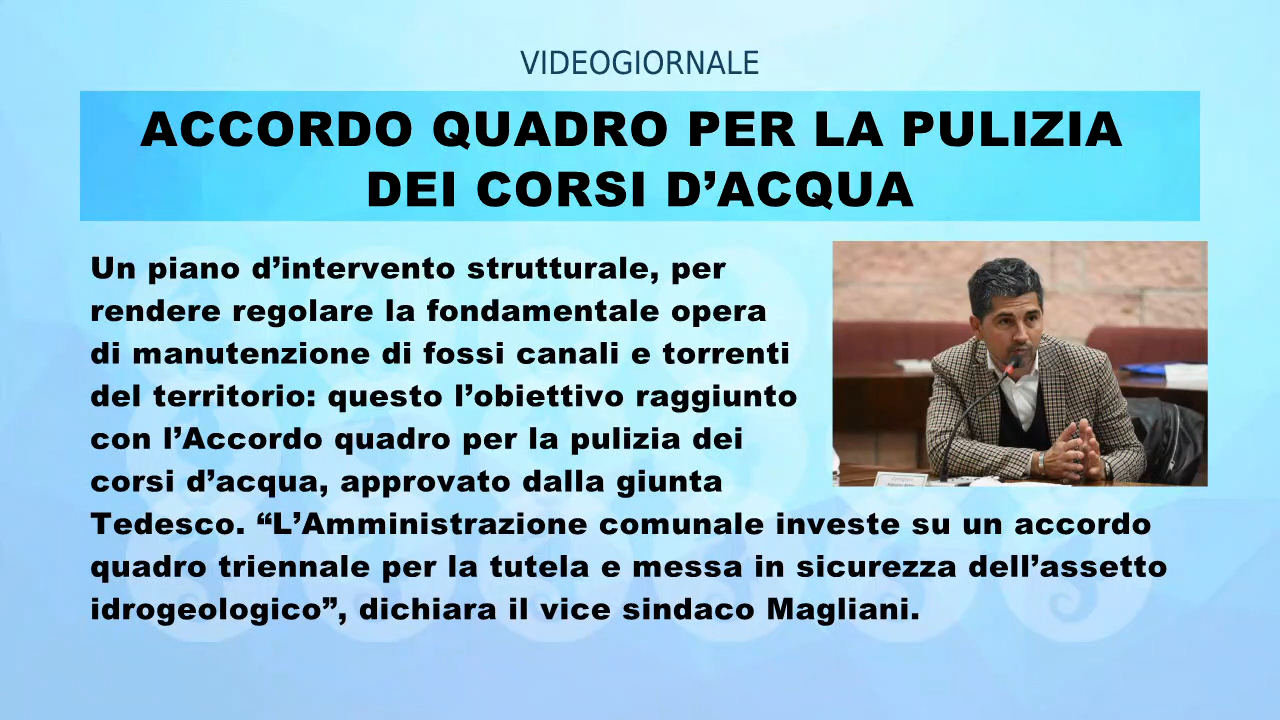 VIDEOGIORNALE
ACCORDO QUADRO PER LA PULIZIA
DEI CORSI D’ACQUA
Un piano d’intervento strutturale, per
rendere regolare la fondamentale opera
di manutenzione di fossi canali e torrenti
del territorio: questo l’obiettivo raggiunto
con l’Accordo quadro per la pulizia dei
corsi d’acqua, approvato dalla giunta
Tedesco. “L’Amministrazione comunale investe su un accordo
quadro triennale per la tutela e messa in sicurezza dell’assetto
idrogeologico”, dichiara il vice sindaco Magliani.